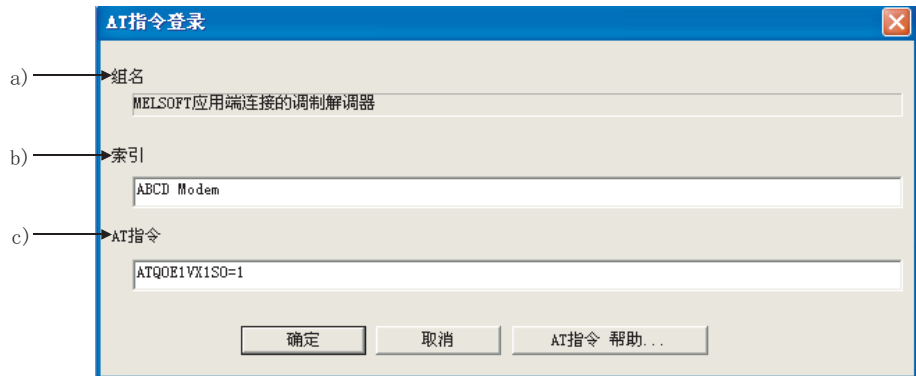 AT指令登录
a)
组名
MELSOFT应用端连接的调制解调器
b)
索引
ABCD Modem
c)
AT指令
ATQ0E1VX1S0=1
确定
取消
AT指令 帮助...